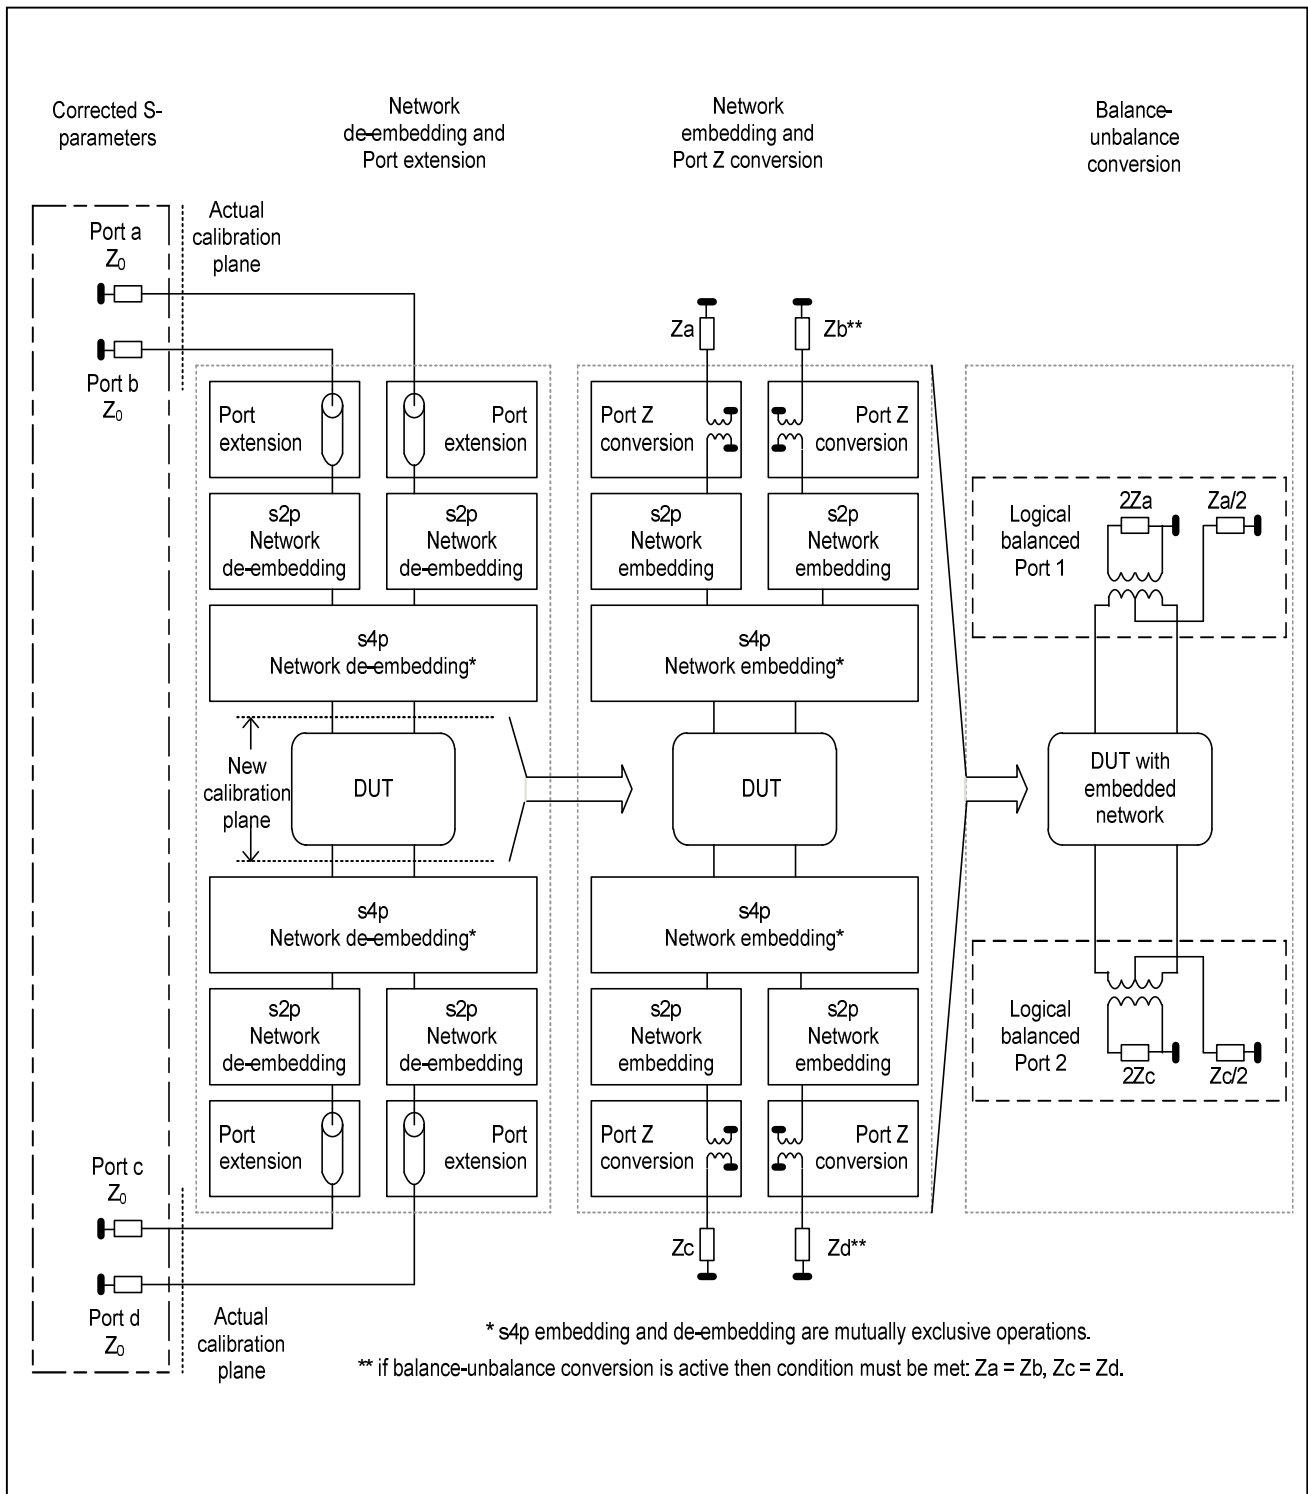 Corrected S-
parameters
Network
de-embedding and
Port extension
Network
embedding and
Port Z conversion
Balance-
unbalance
conversion
Port a
Z0
Actual
calibration
plane
Port b
Z0
Za
Zb**
Port
extension
Port
extension
Port Z
conversion
Port Z
conversion
s2p
Network
de-embedding
s2p
Network
de-embedding
s2p
Network
embedding
s2p
Network
embedding
Logical
balanced
Port 1
2Za
Za/2
s4p
Network de-embedding*
s4p
Network embedding*
New
calibration
plane
DUT
DUT
DUT with
embedded
network
s4p
Network de-embedding*
s4p
Network embedding*
s2p
Network
de-embedding
s2p
Network
de-embedding
s2p
Network
embedding
s2p
Network
embedding
Logical
balanced
Port 2
2Zc
Zc/2
Port
extension
Port
extension
Port Z
conversion
Port Z
conversion
Port c
Z0
Zc
Zd**
Port d
Z0
Actual
calibration
plane
* s4p embedding and de-embedding are mutually exclusive operations.
** if balance-unbalance conversion is active then condition must be met: Za = Zb, Zc = Zd.